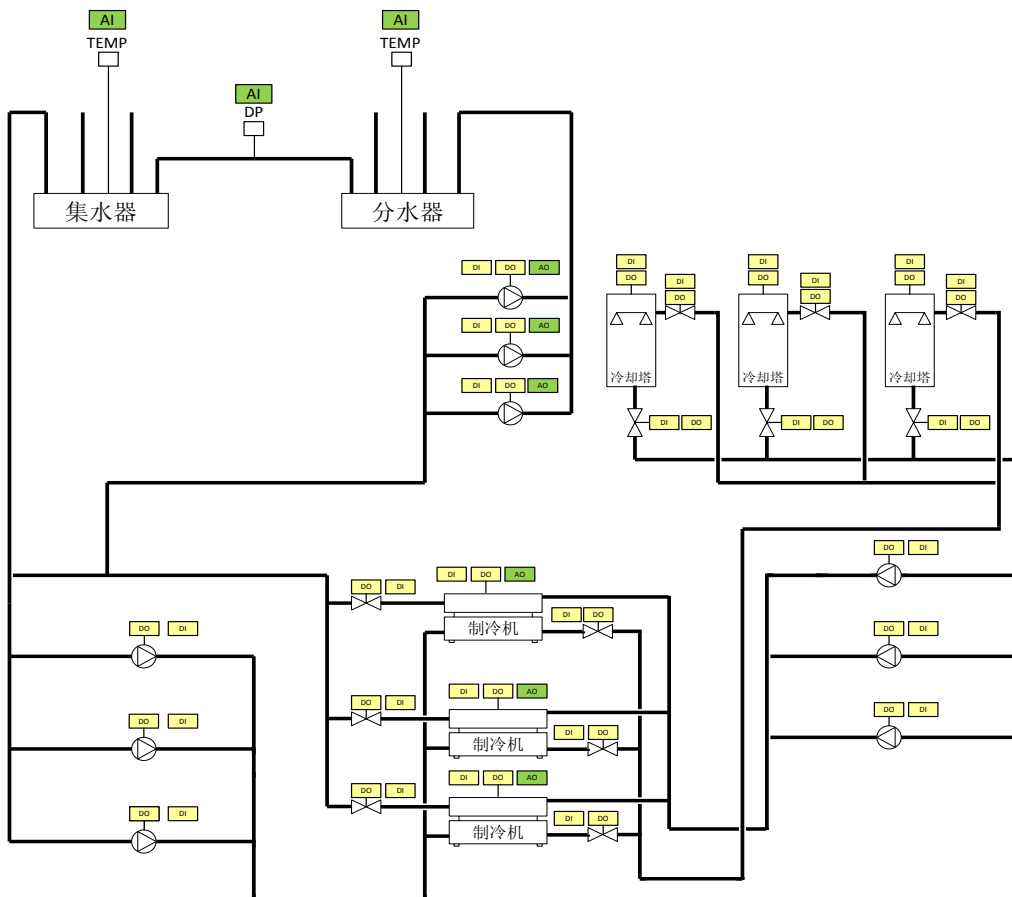 AI AI
TEMP TEMP
AI
DP
集水器 分水器
DI DO AO
DI DI DI
DO DI DO DI DO DI
DO DO DO
DI DO AO
冷却塔 冷却塔 冷却塔
DI DO AO
DI DO DI DO DI DO
DO DI
DI DO AO
DO DI
DI DO
制冷机
DO DI
DO DI
DI DO AO
DO DI
DO DI
DO DI
DI DO
制冷机
DI DO AO
DO DI
DO DI
DI DO
制冷机